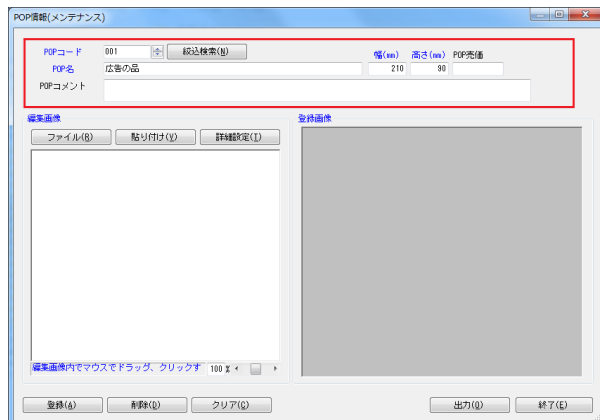 POP情報(メンテナンス)
POPコード 001 絞込検索(N)
幅(mm) 高さ(mm) POP売価
POP名 広告の品 210 90
POPコメント
編集画像 登録画像
ファイル(R) 貼り付け(V) 詳細設定(T)
編集画像内でマウスでドラッグ、クリックす 100 %
登録(A) 削除(D) クリア(C) 出力(O) 終了(E)